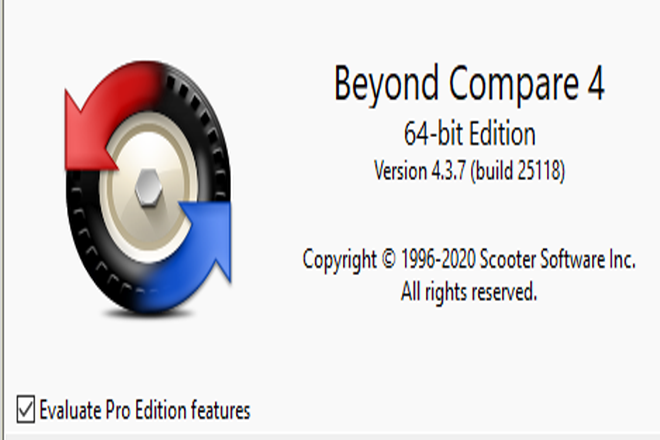 Beyond Compare 4
64-bit Edition
Version 4.3.7 (build 25118)
Copyright © 1996-2020 Scooter Software Inc.
All rights reserved.
Evaluate Pro Edition features